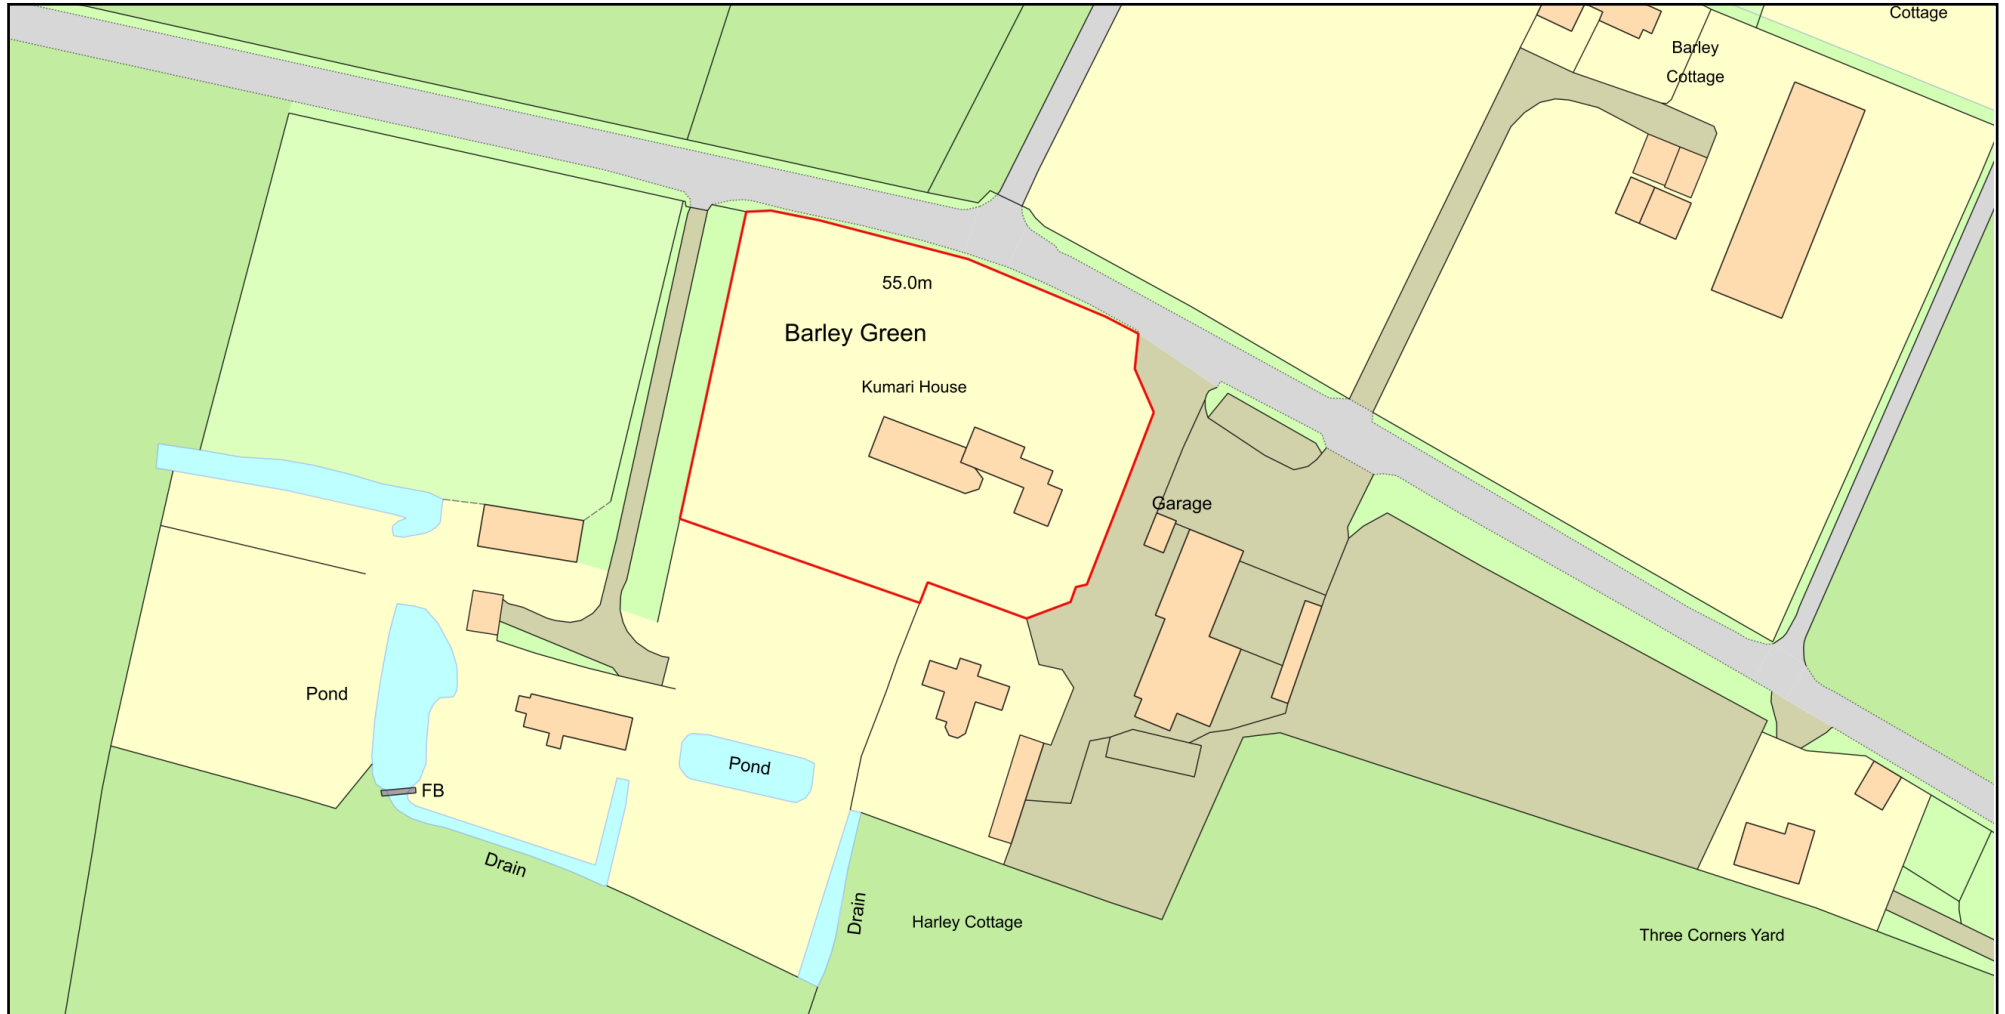 Cottage
Barley
Cottage
55.0m
Barley Green
Kumari House
Garage
Pond
Pond
FB
Drain
Drain
Harley Cottage
Three Corners Yard